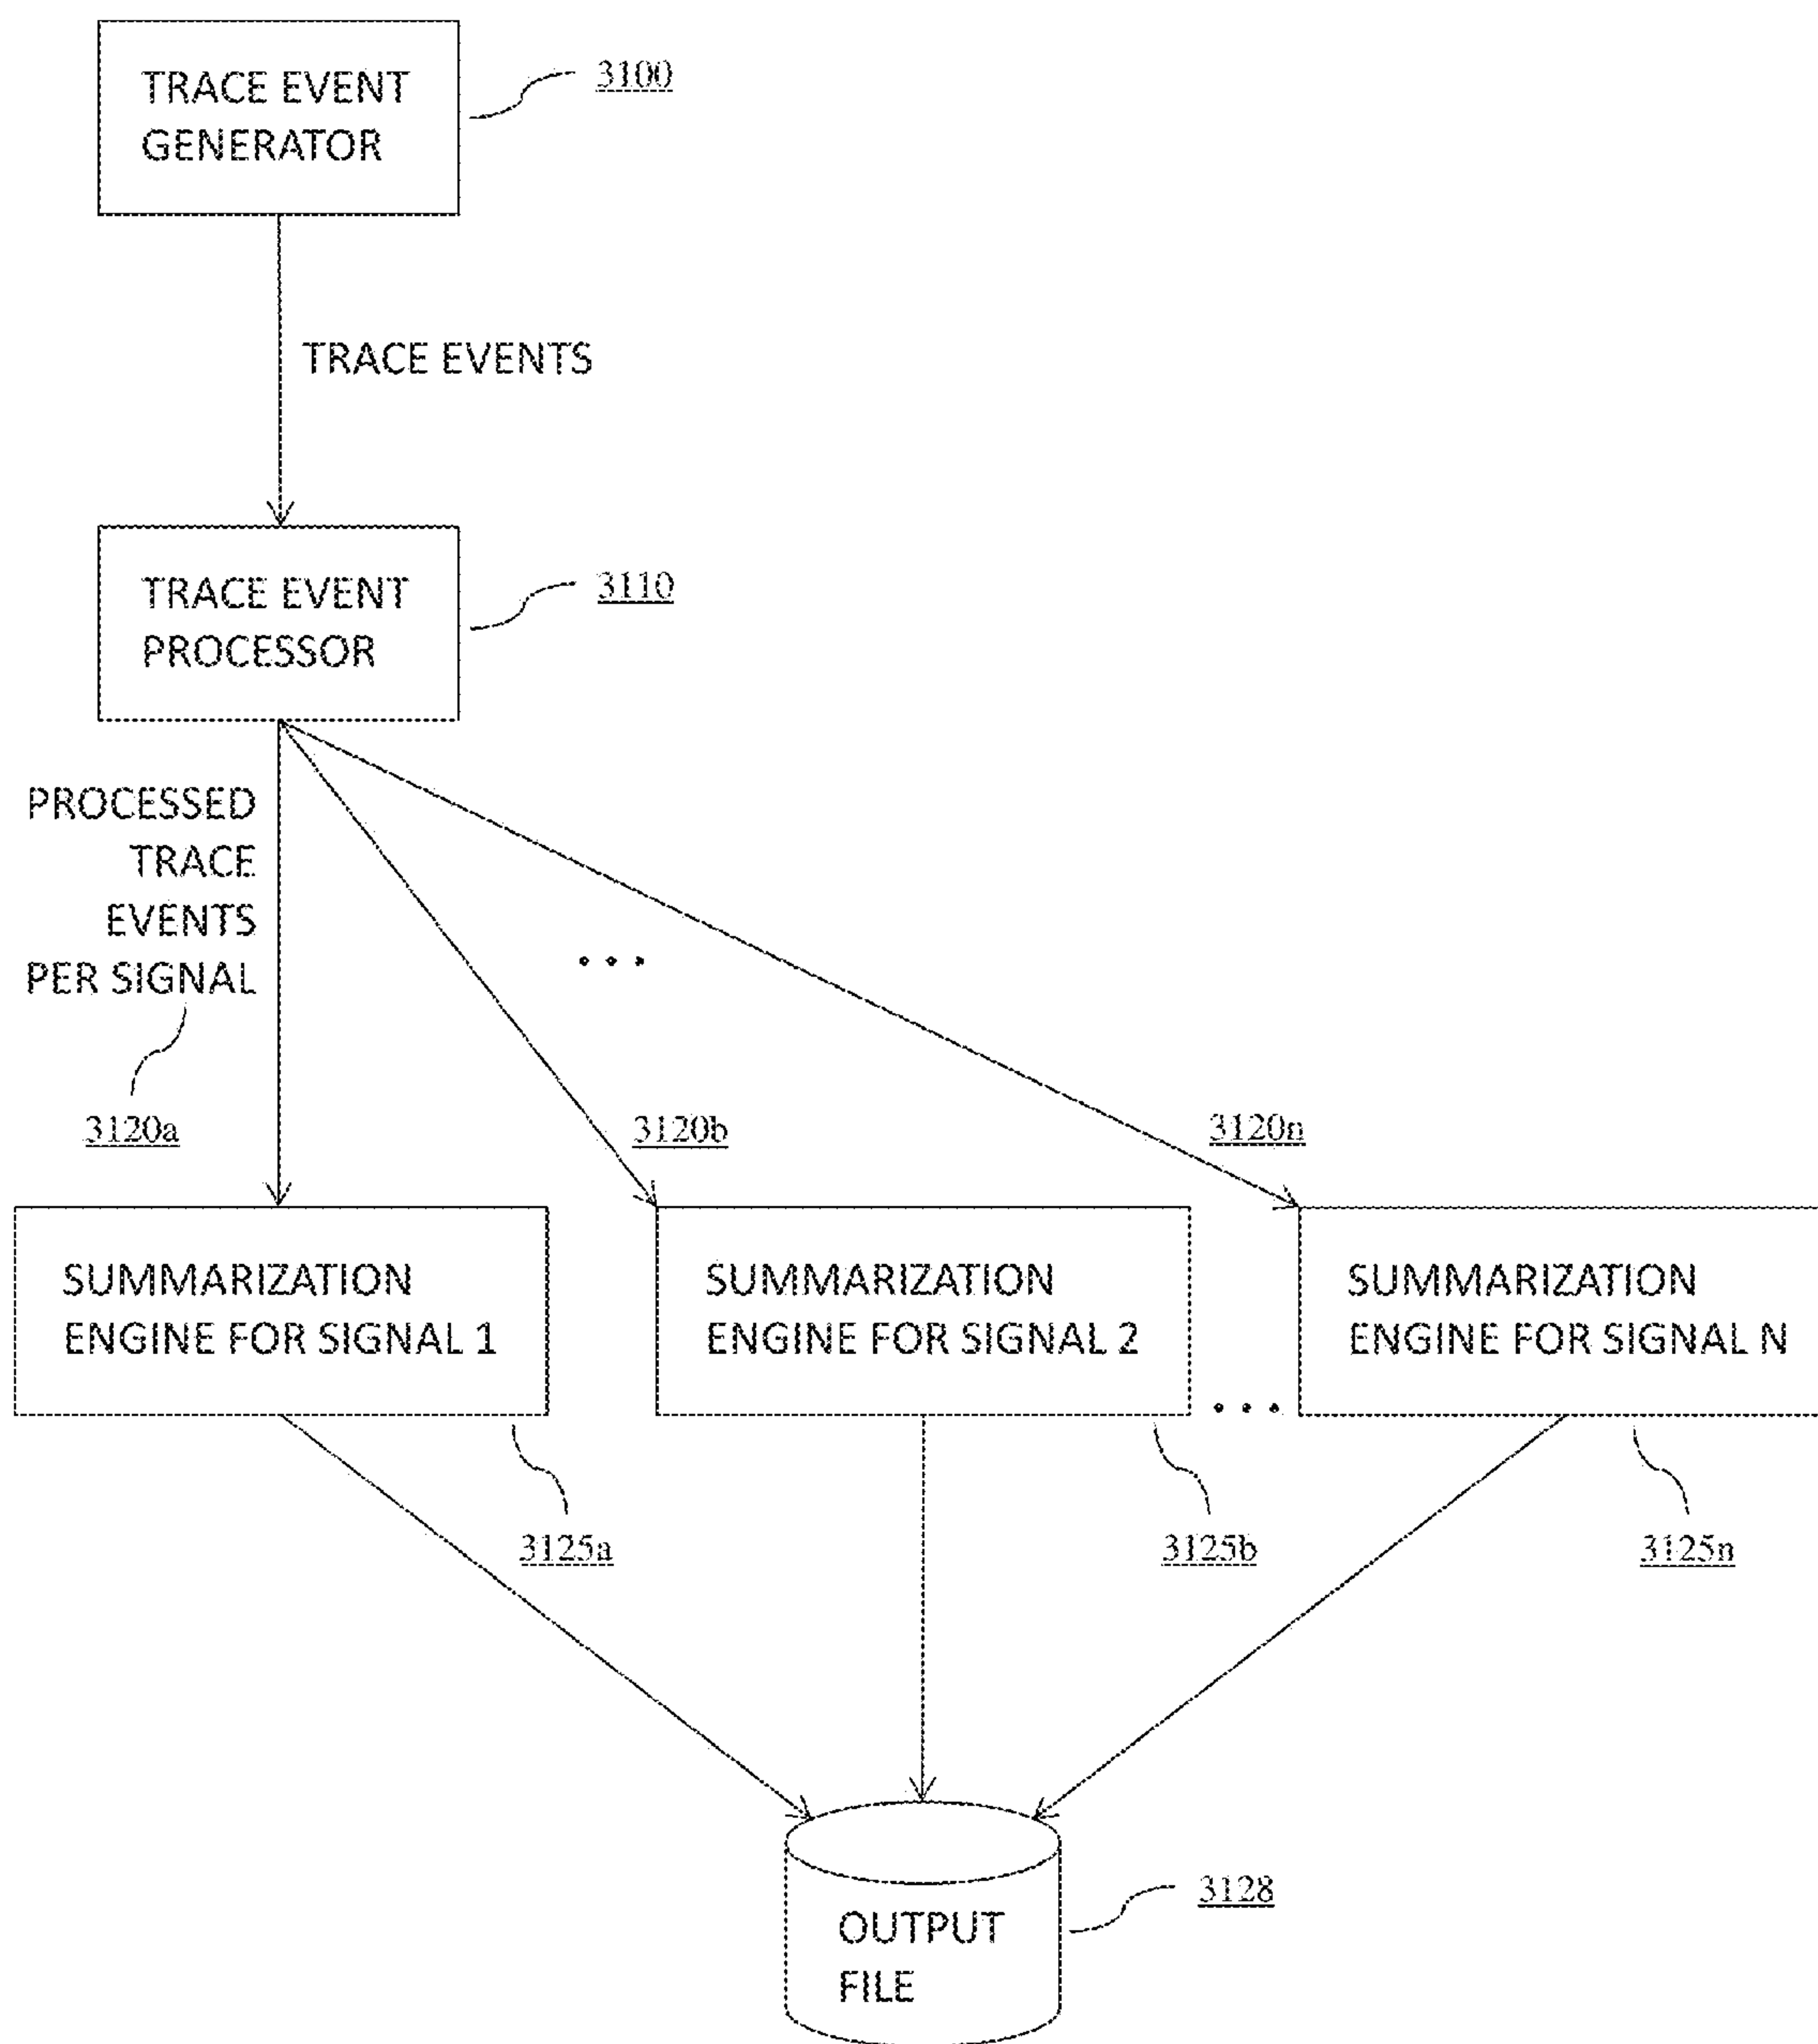 TRACE EVENT
GENERATOR
3100
TRACE EVENTS
TRACE EVENT
PROCESSOR
3110
PROCESSED
TRACE
EVENTS
PER SIGNAL
...
3120a
3120b
3120n
SUMMARIZATION
ENGINE FOR SIGNAL 1
SUMMARIZATION
ENGINE FOR SIGNAL 2
...
SUMMARIZATION
ENGINE FOR SIGNAL N
3125a
3125b
3125n
OUTPUT
FILE
3128